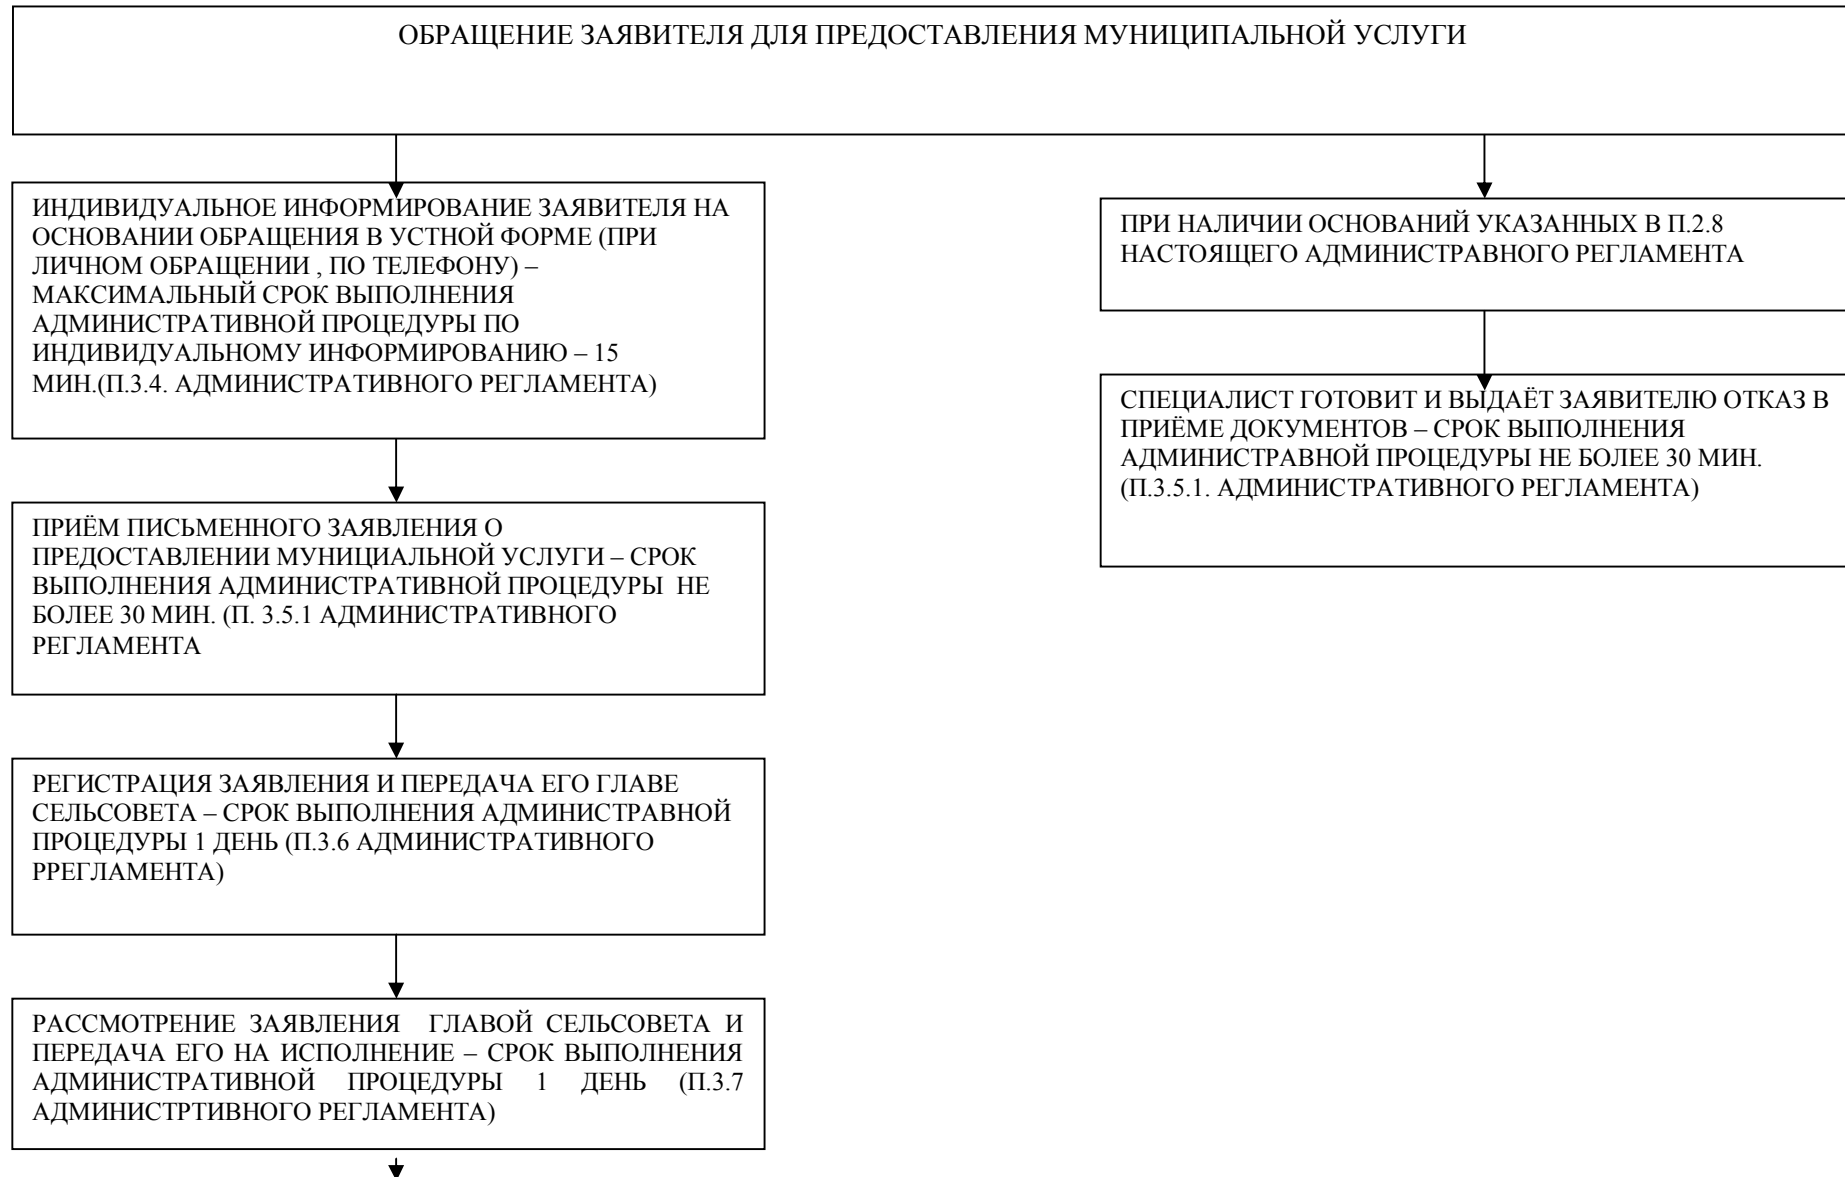 ОБРАЩЕНИЕ ЗАЯВИТЕЛЯ ДЛЯ ПРЕДОСТАВЛЕНИЯ МУНИЦИПАЛЬНОЙ УСЛУГИ
ИНДИВИДУАЛЬНОЕ ИНФОРМИРОВАНИЕ ЗАЯВИТЕЛЯ НА
ОСНОВАНИИ ОБРАЩЕНИЯ В УСТНОЙ ФОРМЕ (ПРИ
ЛИЧНОМ ОБРАЩЕНИИ , ПО ТЕЛЕФОНУ) –
МАКСИМАЛЬНЫЙ СРОК ВЫПОЛНЕНИЯ
АДМИНИСТРАТИВНОЙ ПРОЦЕДУРЫ ПО
ИНДИВИДУАЛЬНОМУ ИНФОРМИРОВАНИЮ – 15
МИН.(П.3.4. АДМИНИСТРАТИВНОГО РЕГЛАМЕНТА)
ПРИЁМ ПИСЬМЕННОГО ЗАЯВЛЕНИЯ О
ПРЕДОСТАВЛЕНИИ МУНИЦИАЛЬНОЙ УСЛУГИ – СРОК
ВЫПОЛНЕНИЯ АДМИНИСТРАТИВНОЙ ПРОЦЕДУРЫ  НЕ
БОЛЕЕ 30 МИН. (П. 3.5.1 АДМИНИСТРАТИВНОГО
РЕГЛАМЕНТА
РЕГИСТРАЦИЯ ЗАЯВЛЕНИЯ И ПЕРЕДАЧА ЕГО ГЛАВЕ
СЕЛЬСОВЕТА – СРОК ВЫПОЛНЕНИЯ АДМИНИСТРАВНОЙ
ПРОЦЕДУРЫ 1 ДЕНЬ (П.3.6 АДМИНИСТРАТИВНОГО
РРЕГЛАМЕНТА)
РАССМОТРЕНИЕ ЗАЯВЛЕНИЯ  ГЛАВОЙ СЕЛЬСОВЕТА И
ПЕРЕДАЧА ЕГО НА ИСПОЛНЕНИЕ – СРОК ВЫПОЛНЕНИЯ
АДМИНИСТРАТИВНОЙ ПРОЦЕДУРЫ 1 ДЕНЬ (П.3.7
АДМИНИСТРТИВНОГО РЕГЛАМЕНТА)
ПРИ НАЛИЧИИ ОСНОВАНИЙ УКАЗАННЫХ В П.2.8
НАСТОЯЩЕГО АДМИНИСТРАВНОГО РЕГЛАМЕНТА
СПЕЦИАЛИСТ ГОТОВИТ И ВЫДАЁТ ЗАЯВИТЕЛЮ ОТКАЗ В
ПРИЁМЕ ДОКУМЕНТОВ – СРОК ВЫПОЛНЕНИЯ
АДМИНИСТРАВНОЙ ПРОЦЕДУРЫ НЕ БОЛЕЕ 30 МИН.
(П.3.5.1. АДМИНИСТРАТИВНОГО РЕГЛАМЕНТА)